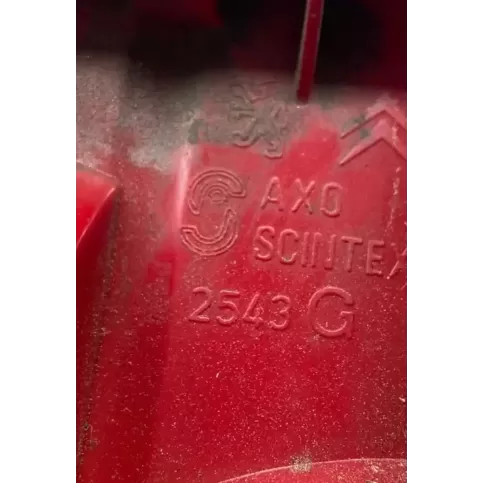 AXO
SCINTEX
2543 G